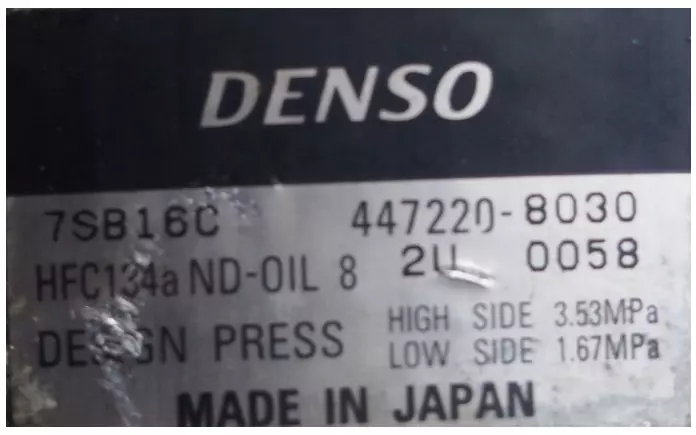 DENSO
7SB16C 447220-8030
HFC134a ND-OIL 8 2U 0058
DESIGN PRESS HIGH SIDE 3.53MPa
LOW SIDE 1.67MPa
MADE IN JAPAN